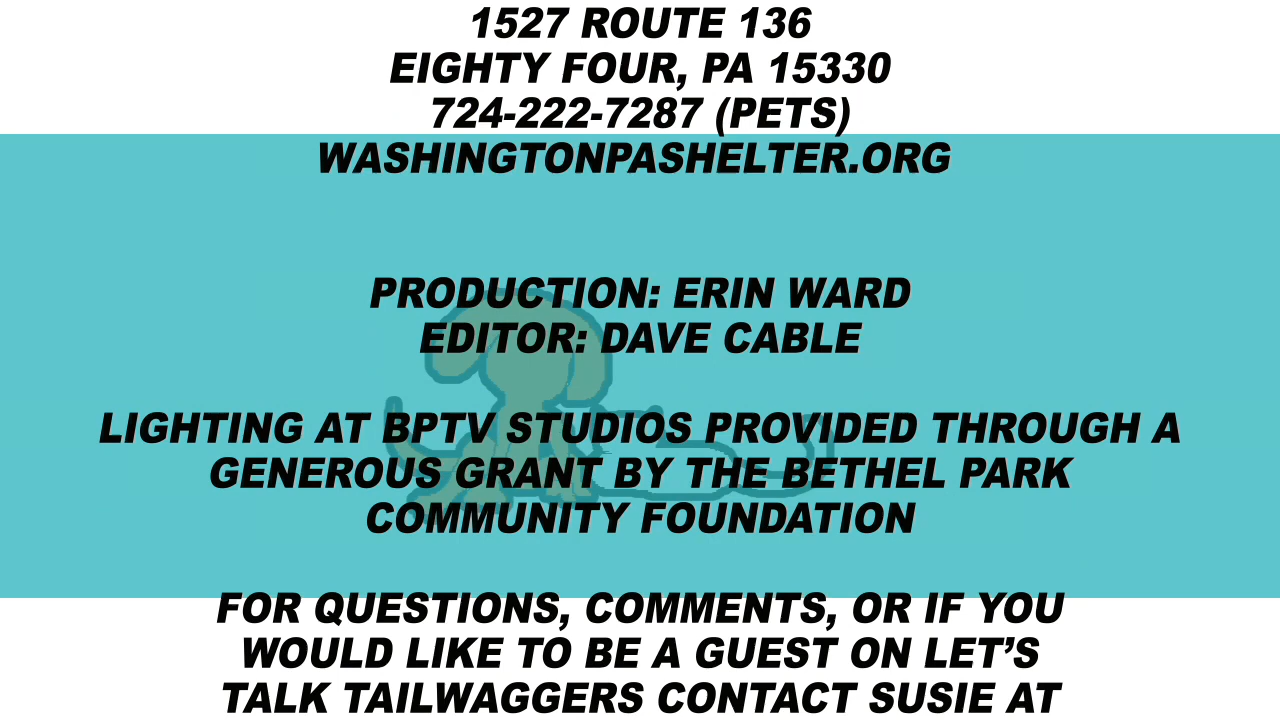 1527 ROUTE 136
EIGHTY FOUR, PA 15330
724-222-7287 (PETS)
WASHINGTONPASHELTER.ORG
PRODUCTION: ERIN WARD
EDITOR: DAVE CABLE
LIGHTING AT BPTV STUDIOS PROVIDED THROUGH A
GENEROUS GRANT BY THE BETHEL PARK
COMMUNITY FOUNDATION
FOR QUESTIONS, COMMENTS, OR IF YOU
WOULD LIKE TO BE A GUEST ON LET’S
TALK TAILWAGGERS CONTACT SUSIE AT